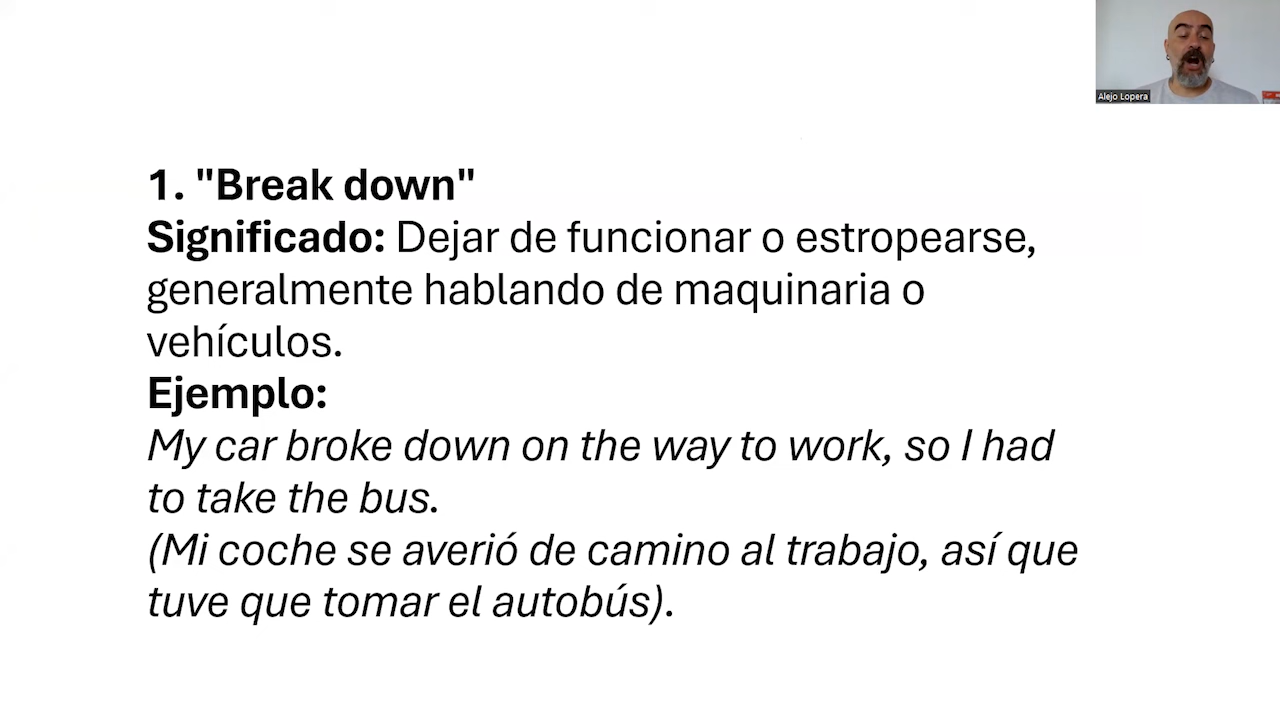 Alejo Lopera
1. "Break down"
Significado: Dejar de funcionar o estropearse,
generalmente hablando de maquinaria o
vehículos.
Ejemplo:
My car broke down on the way to work, so I had
to take the bus.
(Mi coche se averió de camino al trabajo, así que
tuve que tomar el autobús).